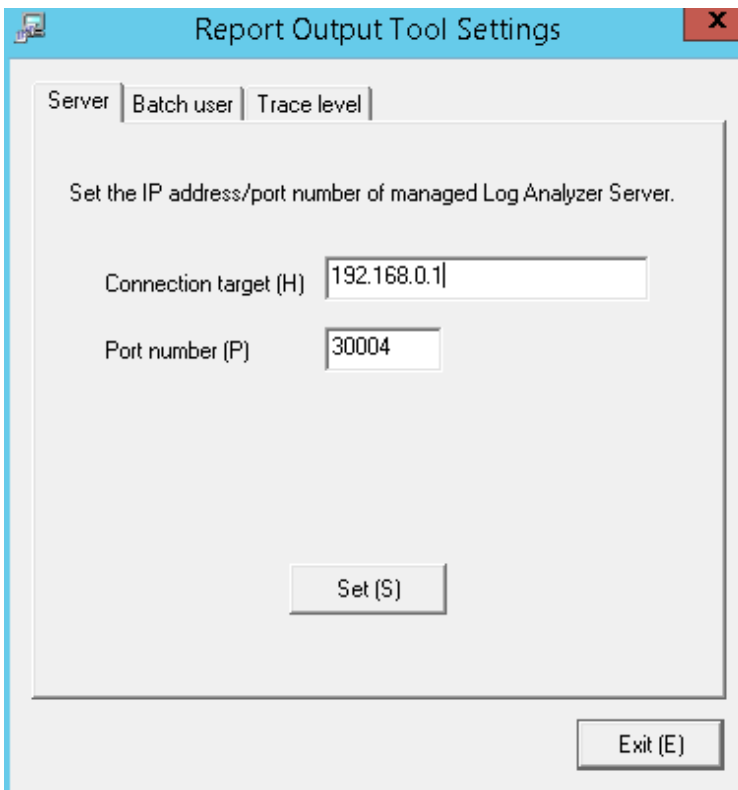 Report Output Tool Settings
x
Server Batch user Trace level
Set the IP address/port number of managed Log Analyzer Server.
Connection target (H) 192.168.0.1
Port number (P) 30004
Set (S)
Exit (E)